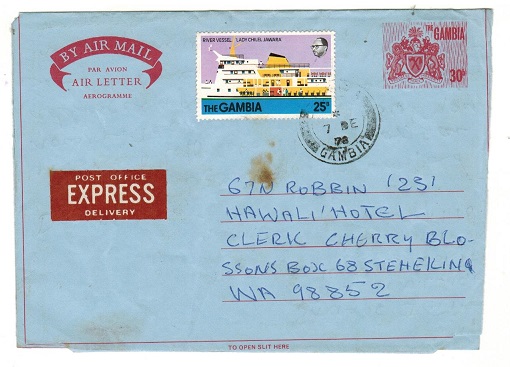 BY AIR MAIL
PAR AVION
AIR LETTER
AEROGRAMME
RIVER VESSEL LADY CHILEL JAWARA
THE GAMBIA
25b
THE GAMBIA
30b
7 DE
78
GAMBIA
POST OFFICE
EXPRESS
DELIVERY
67N ROBBIN '23'
HAWALI'HOTEL
CLERK CHERRY BLO-
SSONS BOX 68 STEHEKING
WA 98852
TO OPEN SLIT HERE